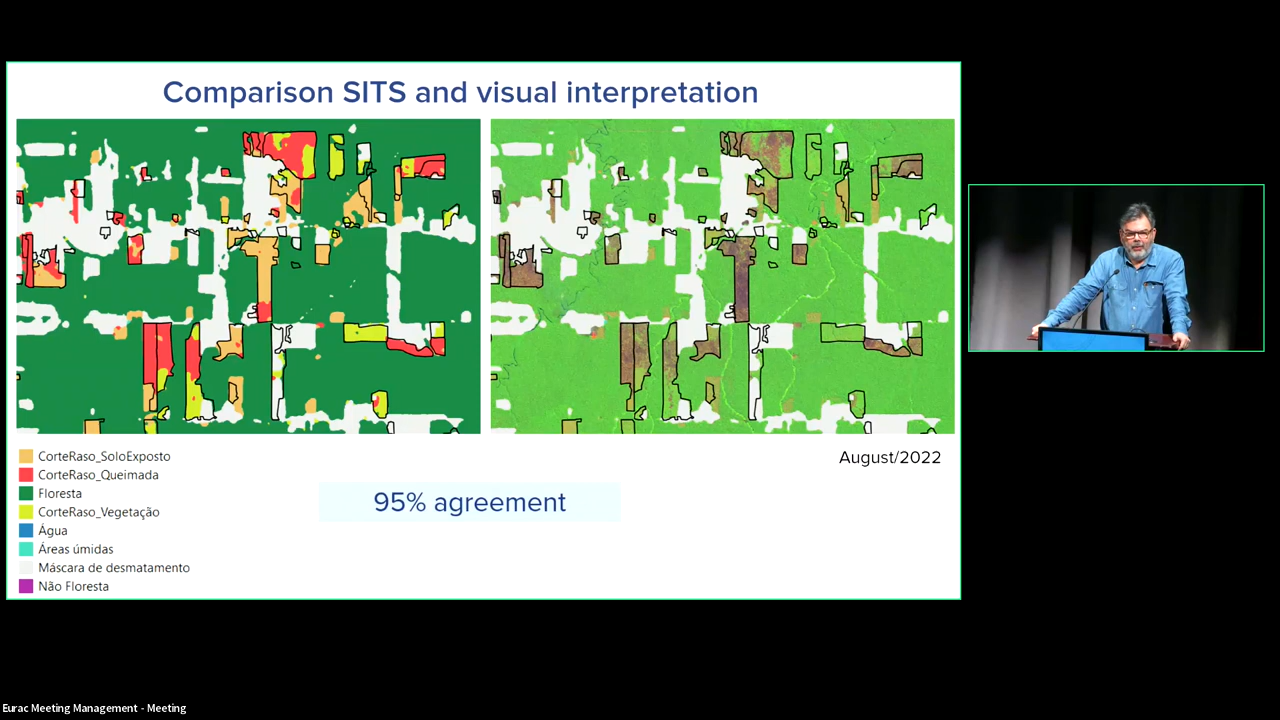 Comparison SITS and visual interpretation
CorteRaso_SoloExposto
CorteRaso_Queimada
Floresta
CorteRaso_Vegetação
Água
Áreas úmidas
Máscara de desmatamento
Não Floresta
95% agreement
August/2022
Eurac Meeting Management - Meeting